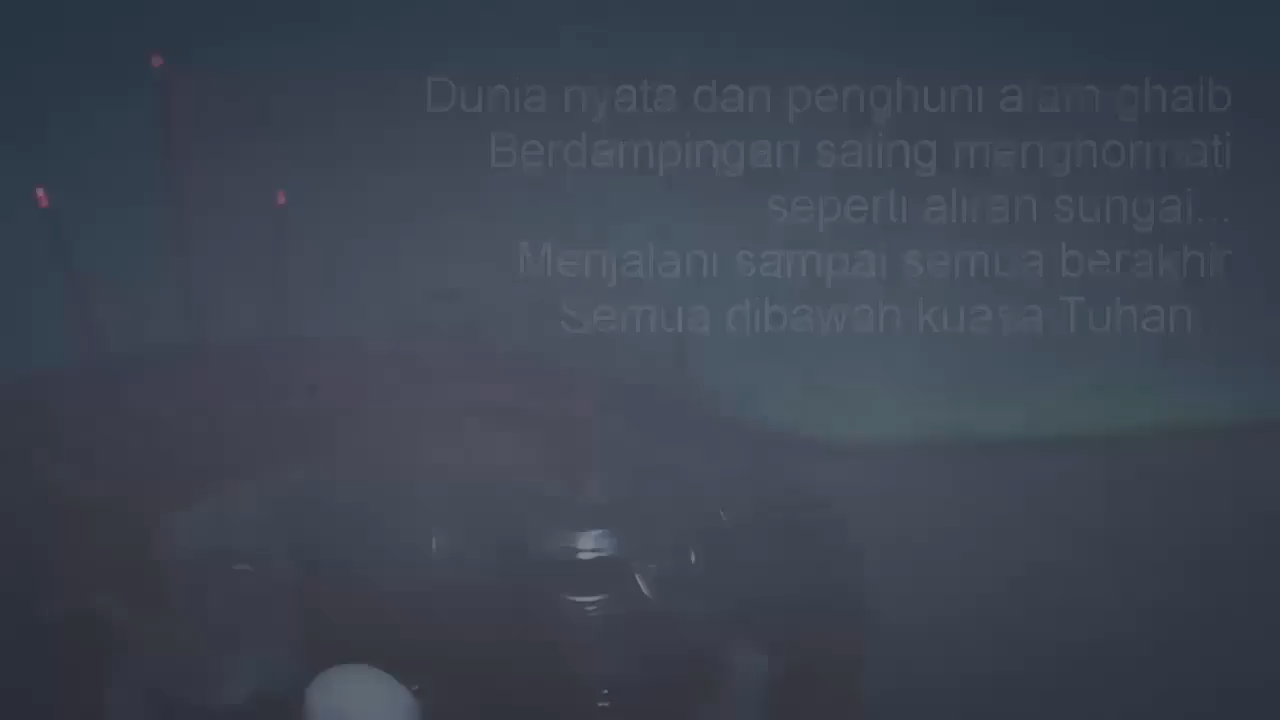 Dunia nyata dan penghuni alam ghaib
Berdampingan saling menghormati
seperti aliran sungai...
Menjalani sampai semua berakhir
Semua dibawah kuasa Tuhan